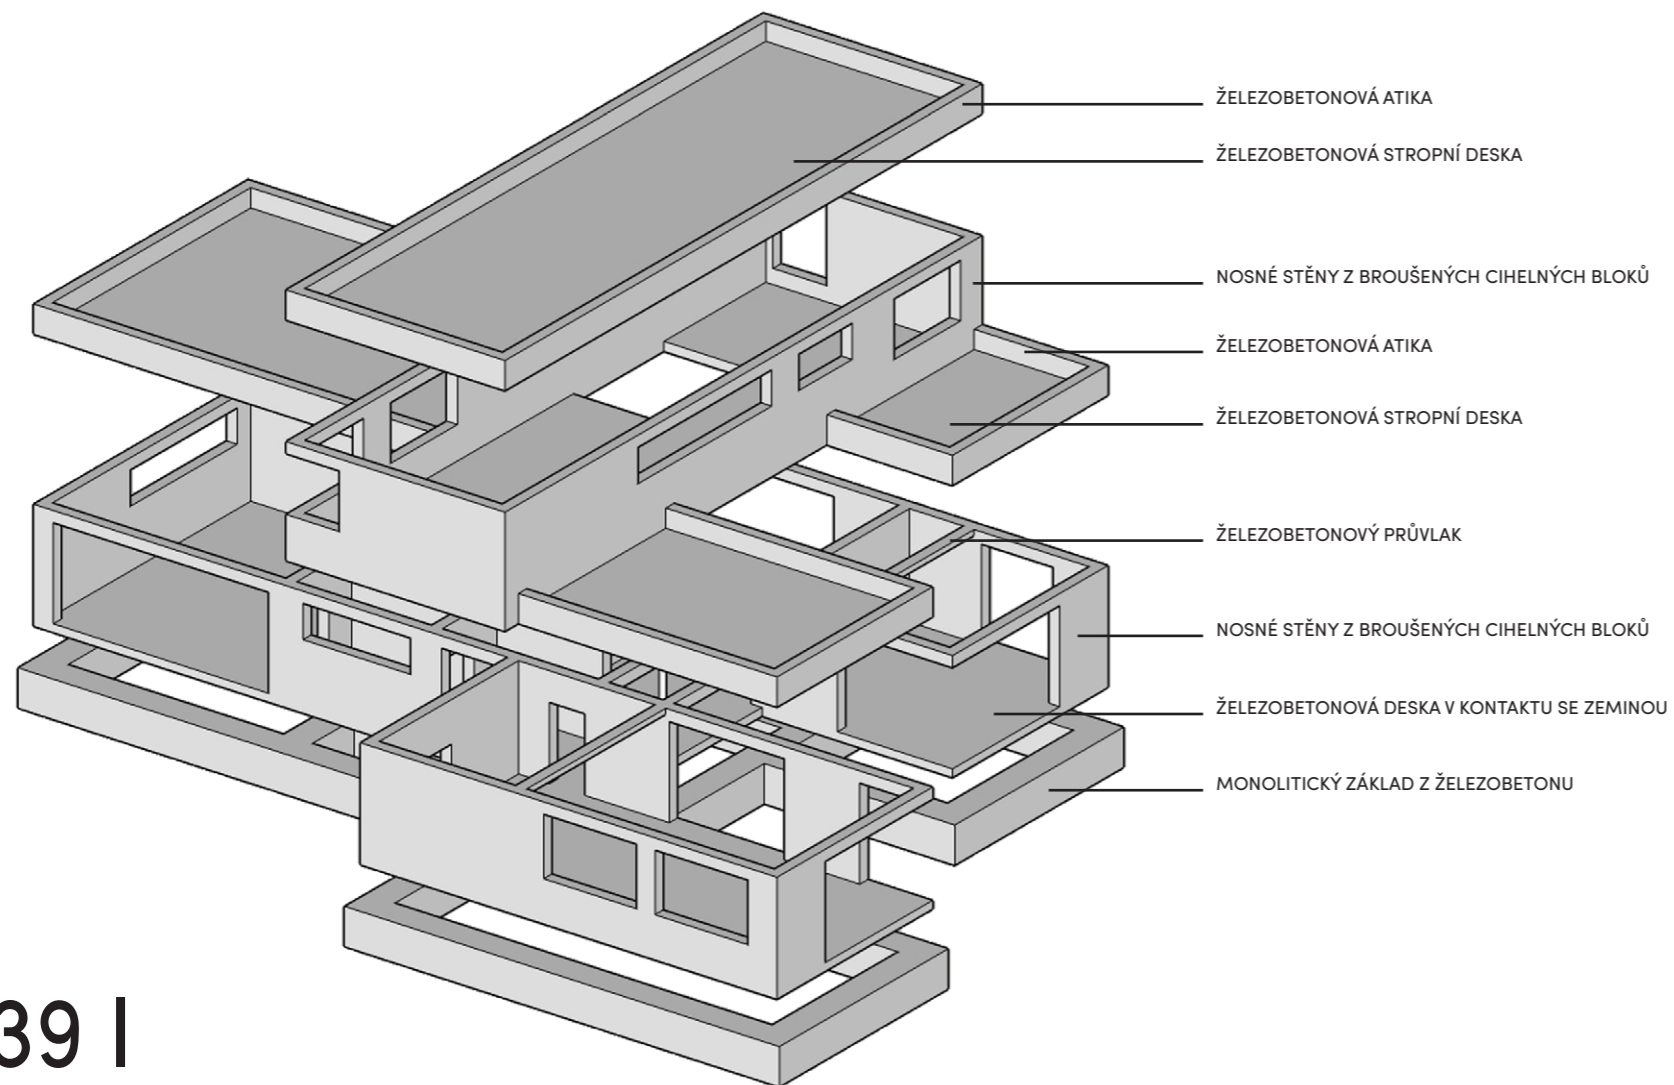 ŽELEZOBETONOVÁ ATIKA
ŽELEZOBETONOVÁ STROPNÍ DESKA
NOSNÉ STĚNY Z BROUŠENÝCH CIHELNÝCH BLOKŮ
ŽELEZOBETONOVÁ ATIKA
ŽELEZOBETONOVÁ STROPNÍ DESKA
ŽELEZOBETONOVÝ PRŮVLAK
NOSNÉ STĚNY Z BROUŠENÝCH CIHELNÝCH BLOKŮ
ŽELEZOBETONOVÁ DESKA V KONTAKTU SE ZEMINOU
MONOLITICKÝ ZÁKLAD Z ŽELEZOBETONU
39 |